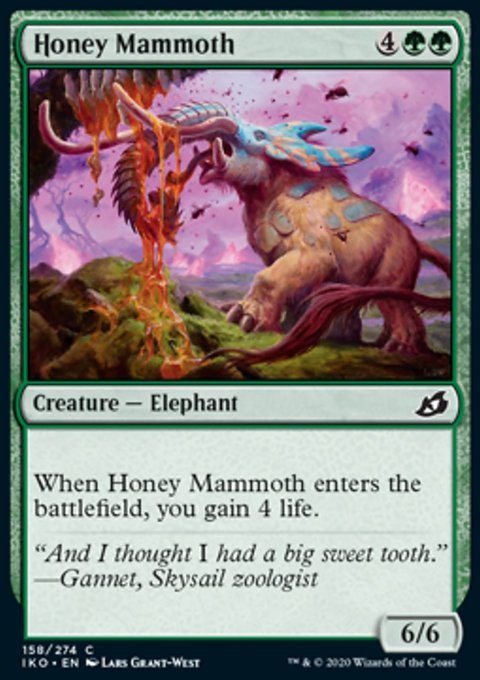 Honey Mammoth 4
Creature — Elephant
When Honey Mammoth enters the
battlefield, you gain 4 life.
“And I thought I had a big sweet tooth.”
—Gannet, Skysail zoologist
6/6
158/274 C
IKO • EN Lars Grant-West
™ & © 2020 Wizards of the Coast